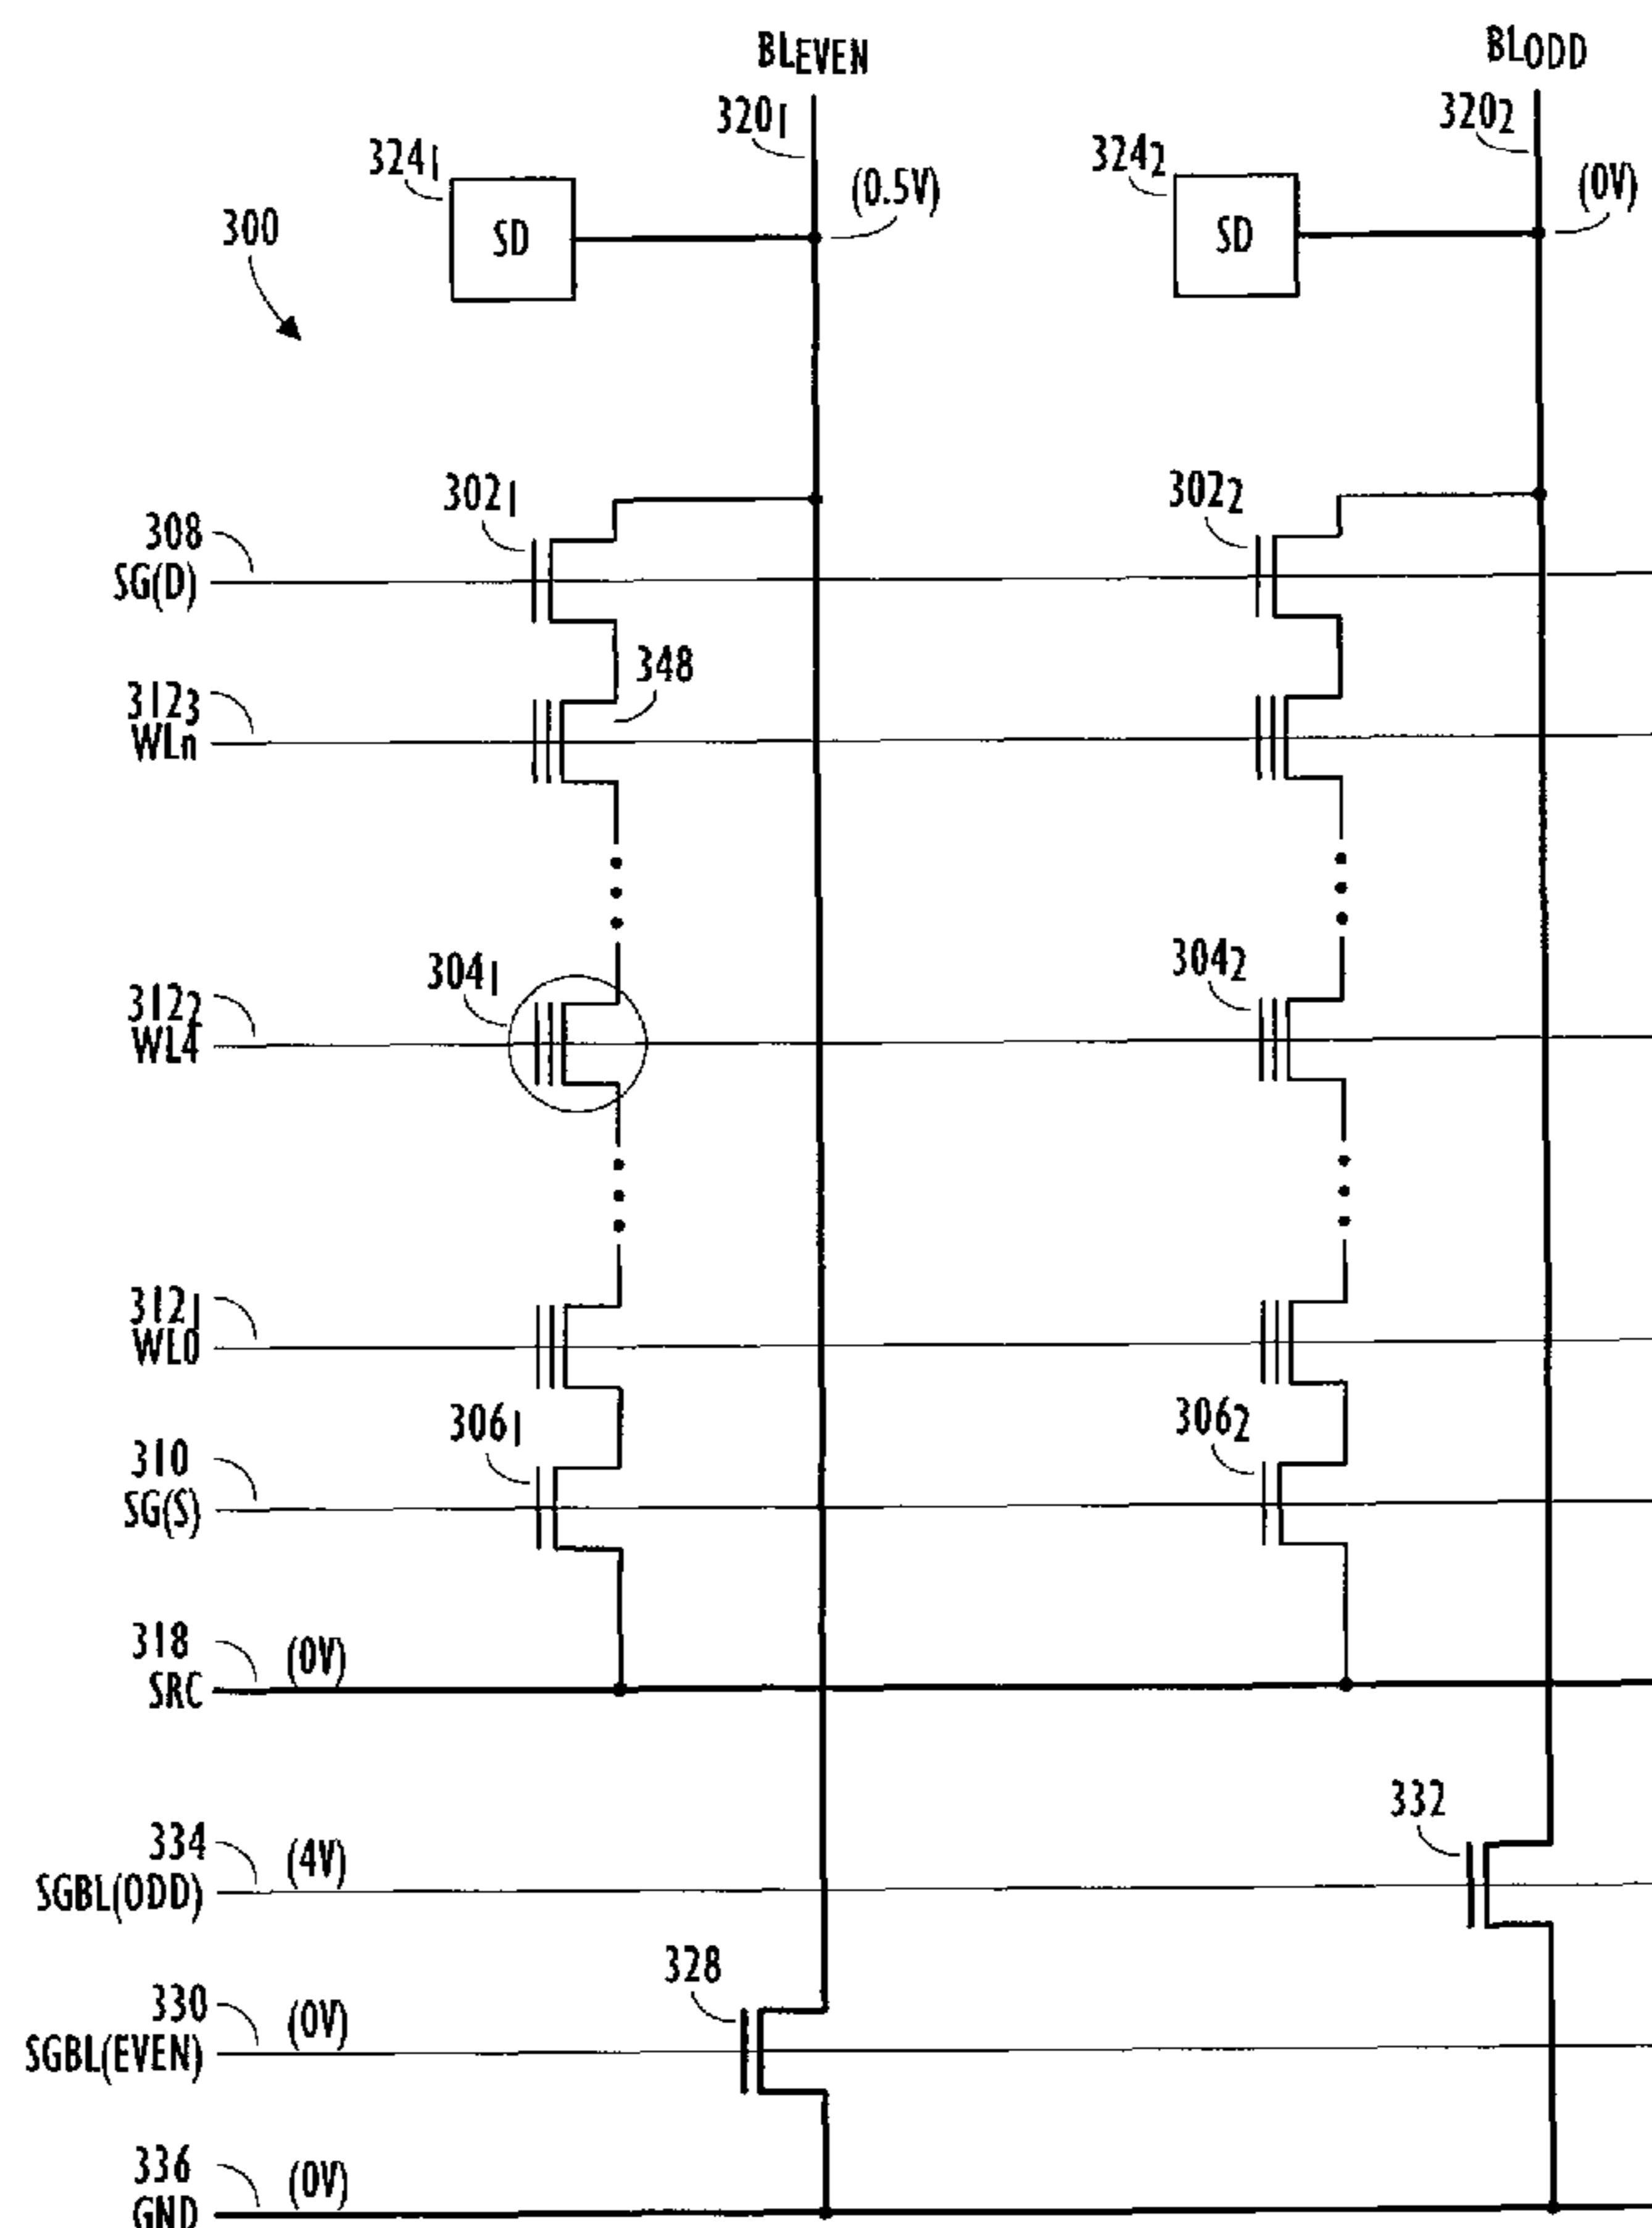 BLEVEN
BLODD
3201
3202
3241
3242
(0.5V)
(0V)
300
SD
SD
3021
3022
308
SG(D)
348
3123
WLn
3041
3042
3122
WL4
3121
WL0
3061
3062
310
SG(S)
318
(0V)
SRC
332
334
(4V)
SGBL(ODD)
328
330
(0V)
SGBL(EVEN)
336
(0V)
GND